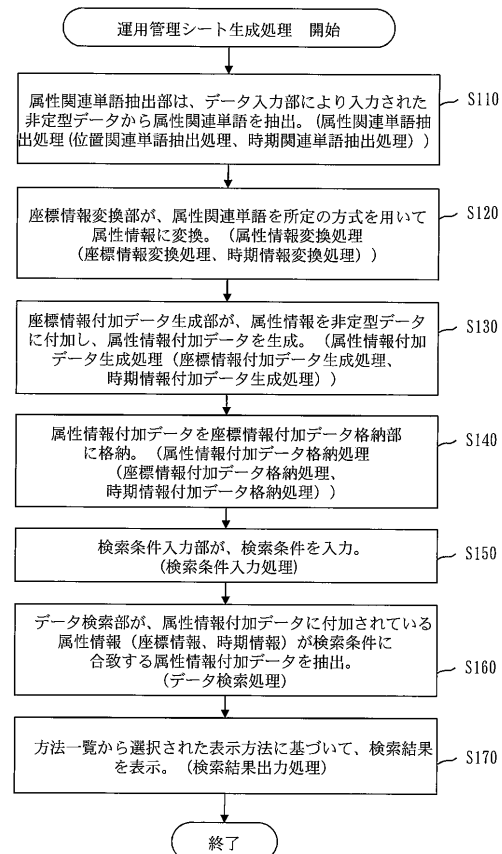 運用管理シート生成処理 開始
属性関連単語抽出部は、データ入力部により入力された
非定型データから属性関連単語を抽出。(属性関連単語抽
出処理(位置関連単語抽出処理、時期関連単語抽出処理))
S110
座標情報変換部が、属性関連単語を所定の方式を用いて
属性情報に変換。(属性情報変換処理
(座標情報変換処理、時期情報変換処理))
S120
座標情報付加データ生成部が、属性情報を非定型データ
に付加し、属性情報付加データを生成。(属性情報付加
データ生成処理(座標情報付加データ生成処理、
時期情報付加データ生成処理))
S130
属性情報付加データを座標情報付加データ格納部
に格納。(属性情報付加データ格納処理
(座標情報付加データ格納処理、
時期情報付加データ格納処理))
S140
検索条件入力部が、検索条件を入力。
(検索条件入力処理)
S150
データ検索部が、属性情報付加データに付加されている
属性情報(座標情報、時期情報)が検索条件に
合致する属性情報付加データを抽出。
(データ検索処理)
S160
方法一覧から選択された表示方法に基づいて、検索結果
を表示。(検索結果出力処理)
S170
終了